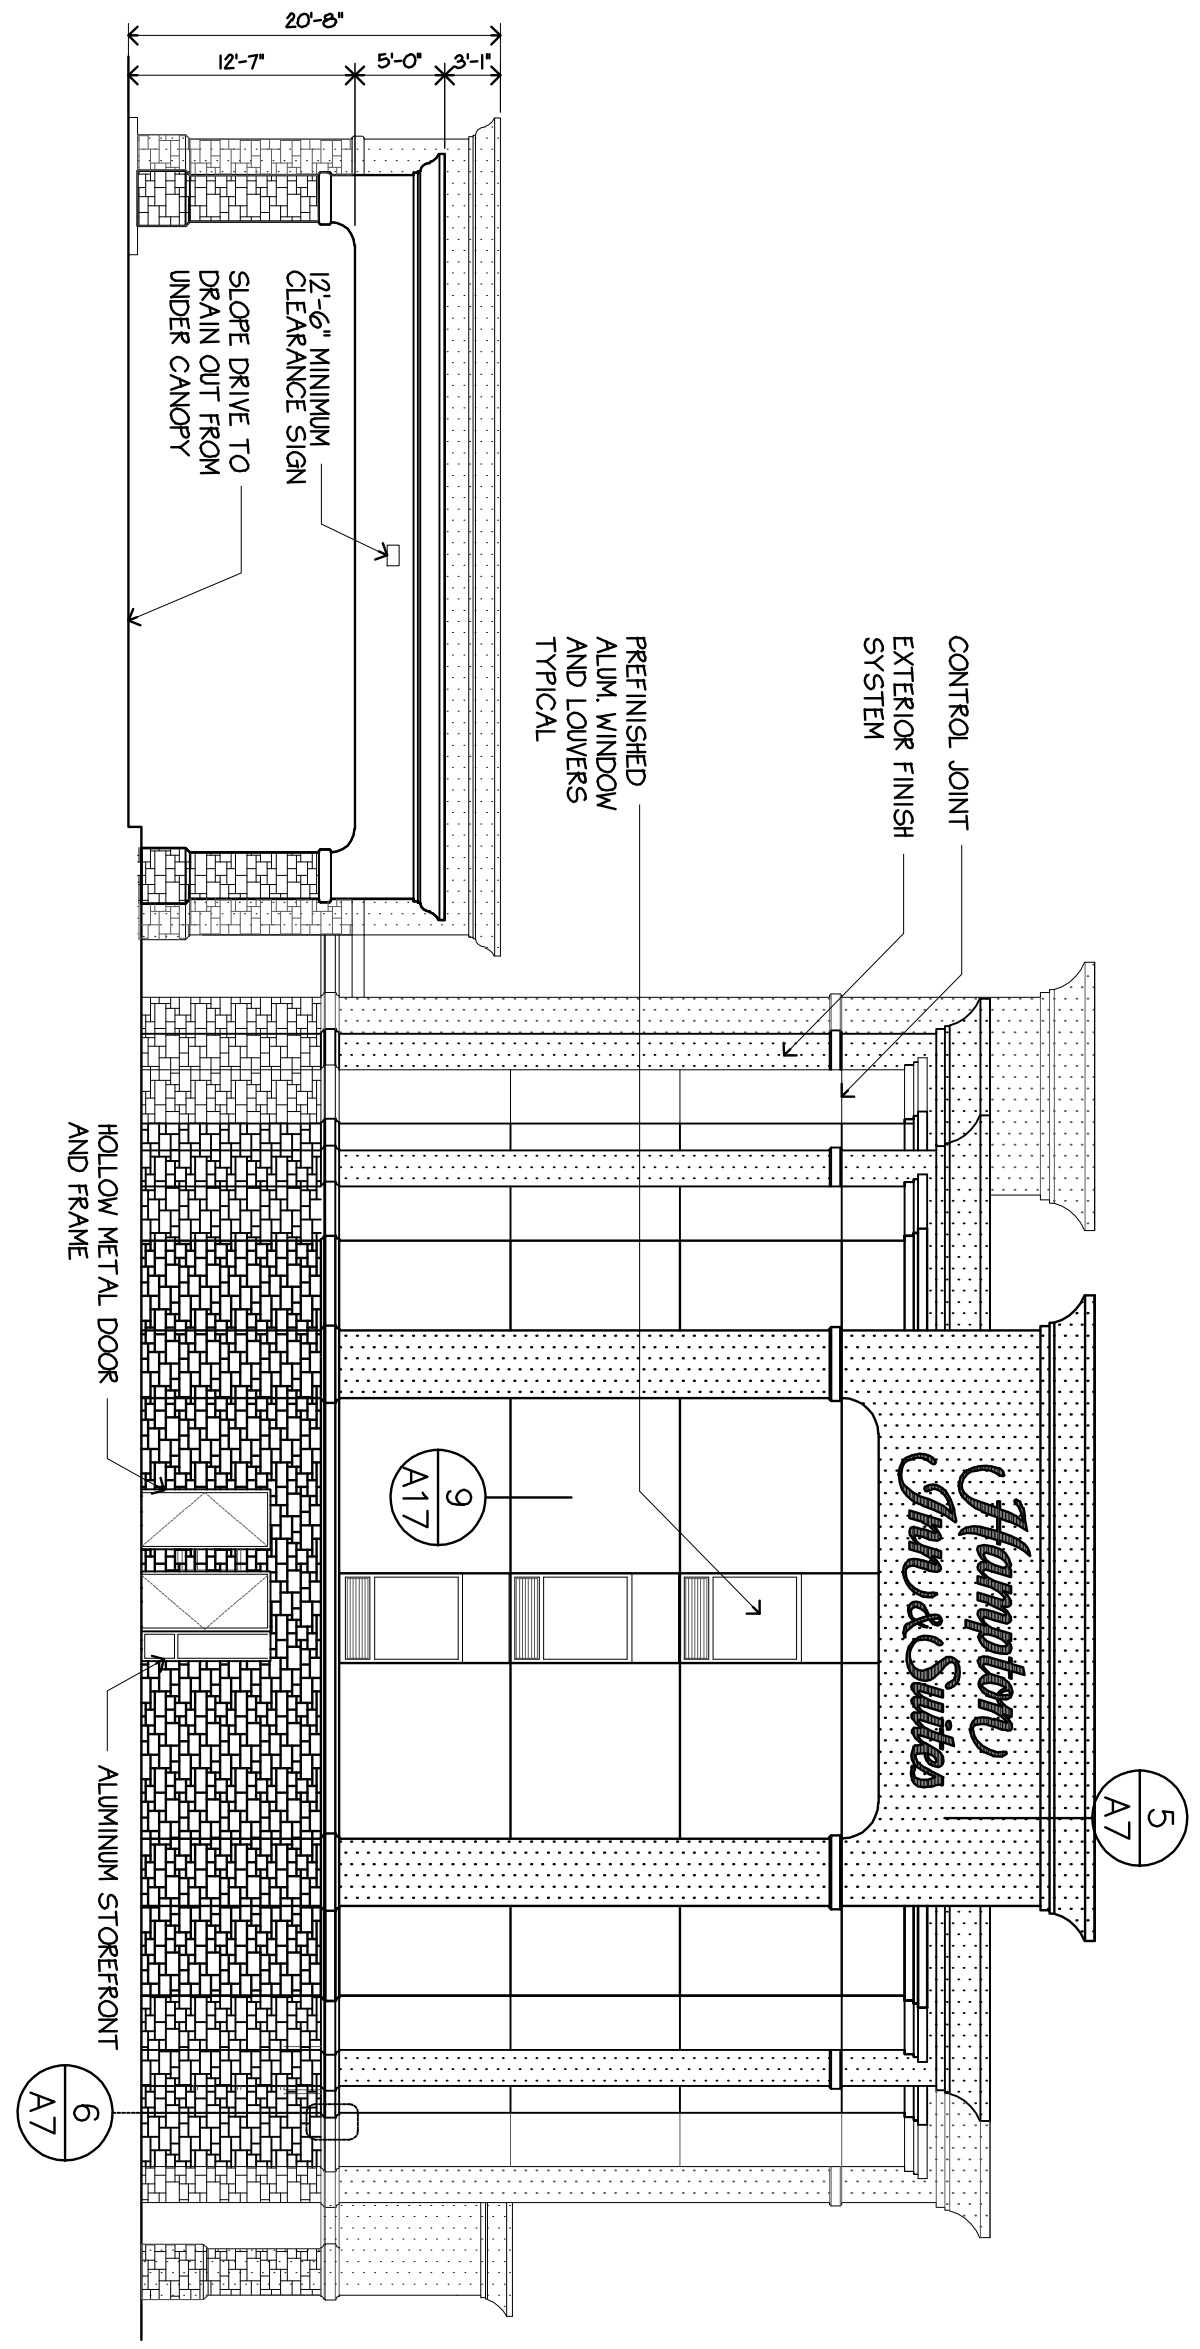 20'-8"
12'-7"
5'-0"
3'-1"
12'-6" MINIMUM
CLEARANCE SIGN
SLOPE DRIVE TO
DRAIN OUT FROM
UNDER CANOPY
CONTROL JOINT
EXTERIOR FINISH
SYSTEM
PREFINISHED
ALUM. WINDOW
AND LOUVERS
TYPICAL
Hampton
Inn & Suites
5
A7
9
A17
HOLLOW METAL DOOR
AND FRAME
ALUMINUM STOREFRONT
6
A7